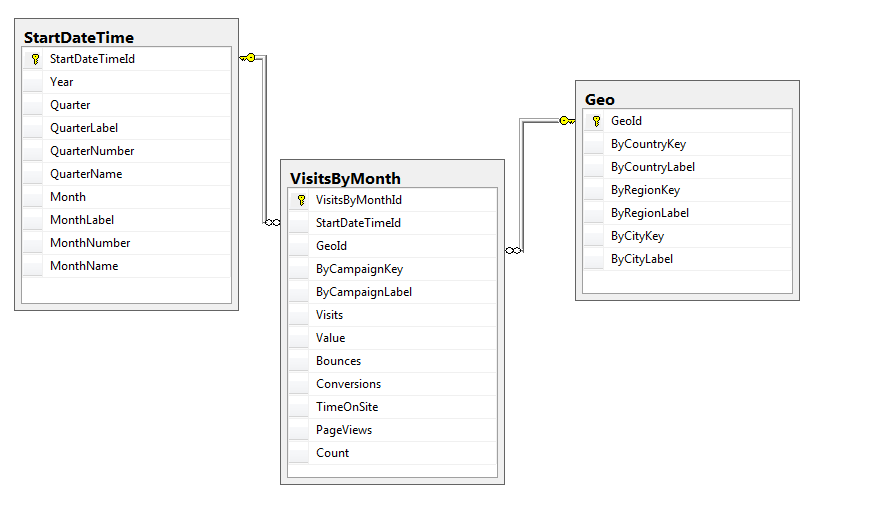 StartDateTime
StartDateTimeId
Year
Quarter
QuarterLabel
QuarterNumber
QuarterName
Month
MonthLabel
MonthNumber
MonthName
VisitsByMonth
VisitsByMonthId
StartDateTimeId
GeoId
ByCampaignKey
ByCampaignLabel
Visits
Value
Bounces
Conversions
TimeOnSite
PageViews
Count
Geo
GeoId
ByCountryKey
ByCountryLabel
ByRegionKey
ByRegionLabel
ByCityKey
ByCityLabel